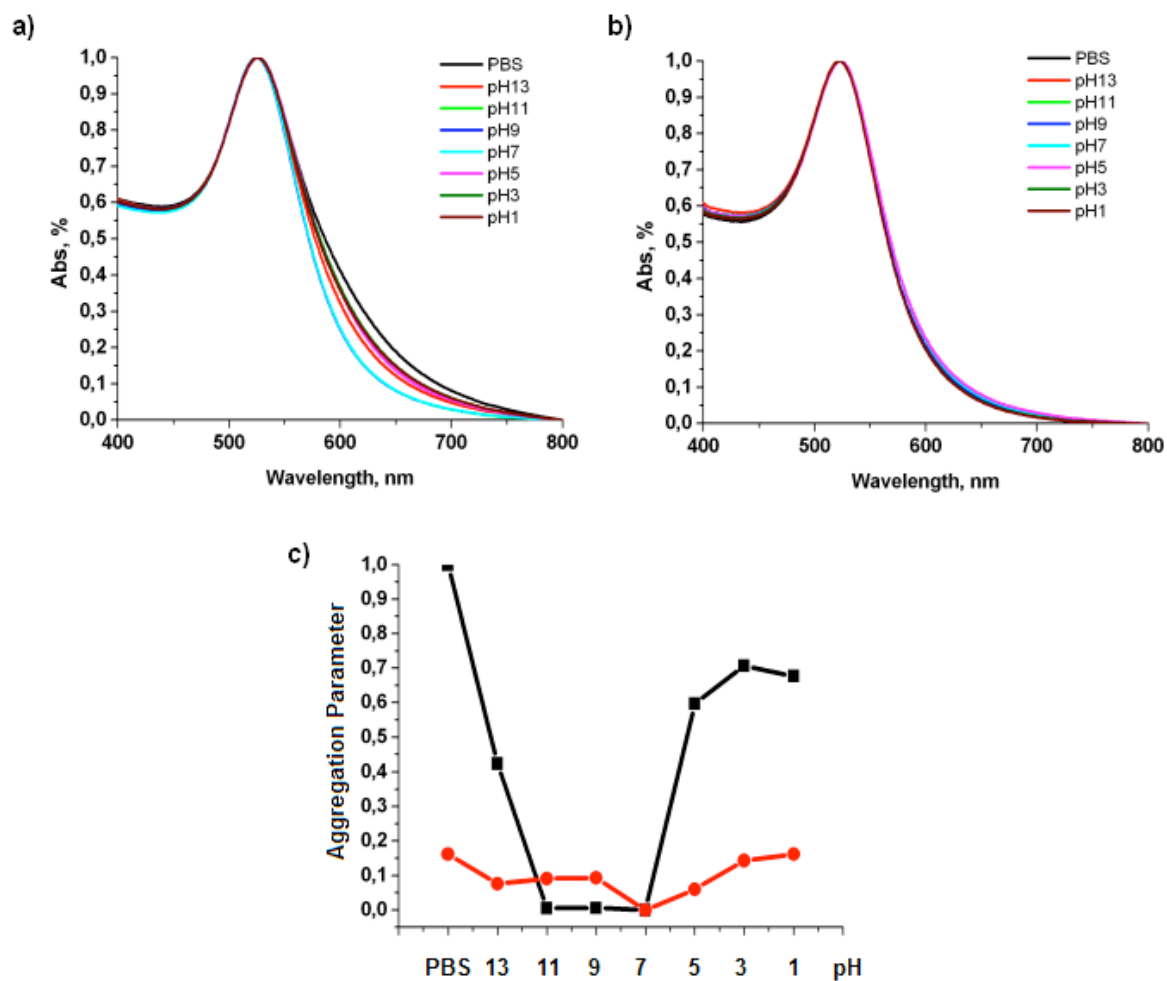 a)
1,0
0,9
0,8
0,7
0,6
0,5
0,4
0,3
0,2
0,1
0,0
Abs, %
400 500 600 700 800
Wavelength, nm
PBS
pH13
pH11
pH9
pH7
pH5
pH3
pH1
b)
1,0
0,9
0,8
0,7
0,6
0,5
0,4
0,3
0,2
0,1
0,0
Abs, %
400 500 600 700 800
Wavelength, nm
PBS
pH13
pH11
pH9
pH7
pH5
pH3
pH1
c)
1,0
0,9
0,8
0,7
0,6
0,5
0,4
0,3
0,2
0,1
0,0
Aggregation Parameter
PBS 13 11 9 7 5 3 1 pH